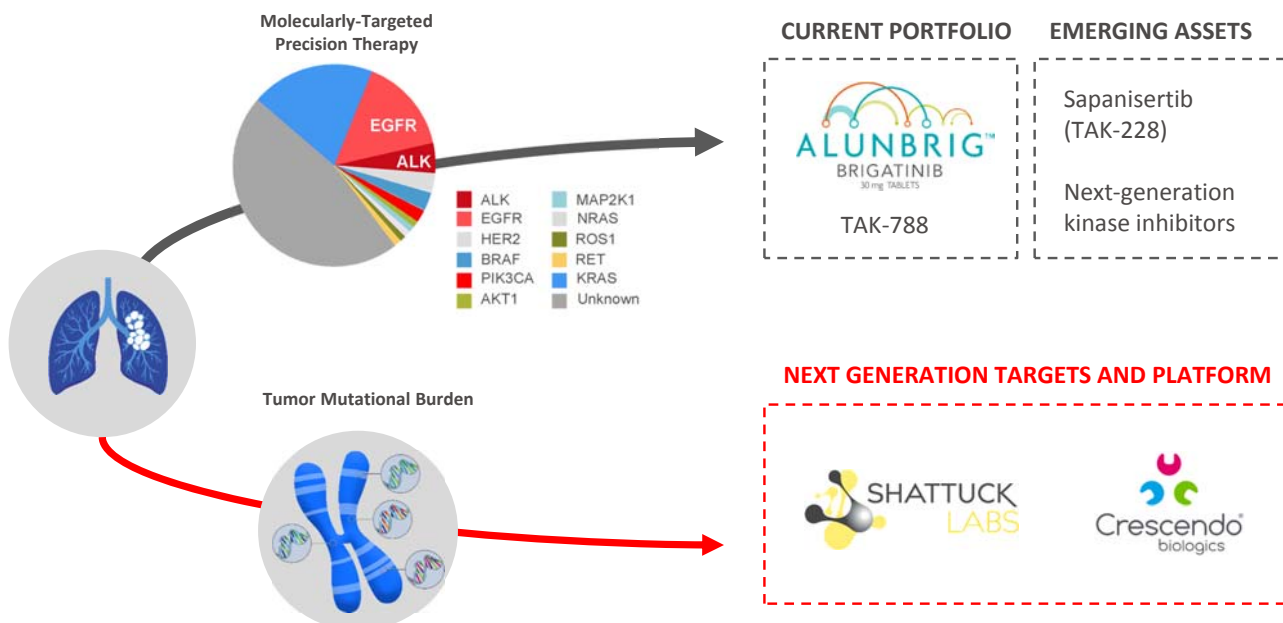 Molecularly-Targeted
Precision Therapy
EGFR
ALK
ALK
EGFR
HER2
BRAF
PIK3CA
AKT1
MAP2K1
NRAS
ROS1
RET
KRAS
Unknown
CURRENT PORTFOLIO
ALUNBRIG™
BRIGATINIB
30 mg TABLETS
TAK-788
EMERGING ASSETS
Sapanisertib
(TAK-228)
Next-generation
kinase inhibitors
Tumor Mutational Burden
NEXT GENERATION TARGETS AND PLATFORM
SHATTUCK
LABS
Crescendo®
biologics